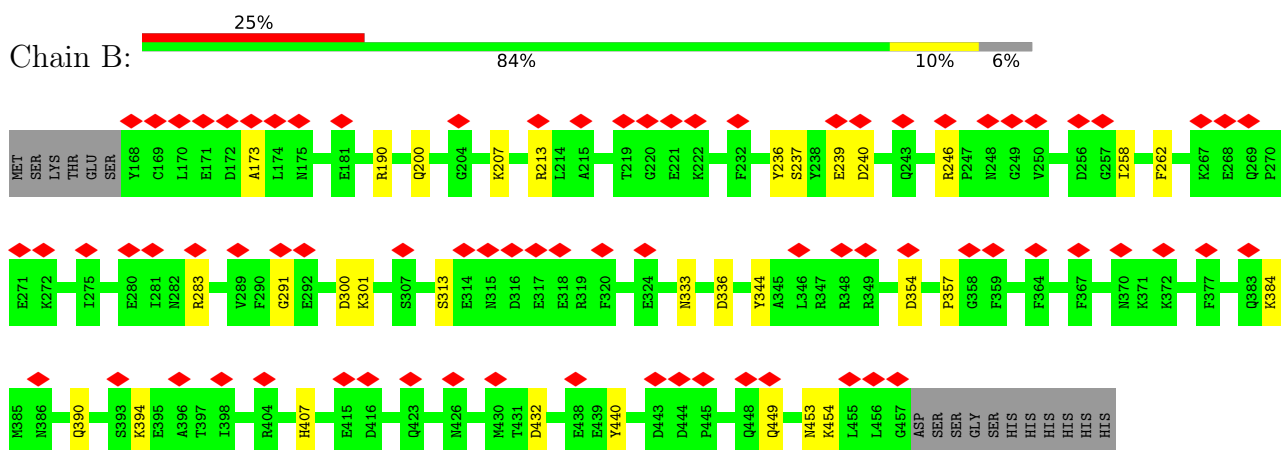 25%
Chain B:
84% 10% 6%
MET SER LYS THR GLU SER Y168 C169 L170 E171 D172 A173 L174 N175 E181 R190 Q200 G204 K207 R213 L214 A215 T219 G220 E221 K222 F232 Y236 S237 Y238 E239 D240 Q243 R246 P247 N248 G249 V250 D256 G257 I258 F262 K267 E268 Q269 P270
E271 K272 I275 E280 I281 N282 R283 V289 F290 G291 E292 D300 K301 S307 S313 E314 N315 D316 E317 E318 R319 F320 E324 N333 D336 Y344 A345 L346 R347 R348 R349 D354 P357 G358 F359 F364 F367 N370 K371 K372 F377 Q383 K384
M385 N386 Q390 S393 K394 E395 A396 T397 I398 R404 H407 E415 D416 Q423 N426 M430 T431 D432 E438 E439 Y440 D443 D444 P445 Q448 Q449 N453 K454 L455 L456 G457 ASP SER SER GLY SER HIS HIS HIS HIS HIS HIS